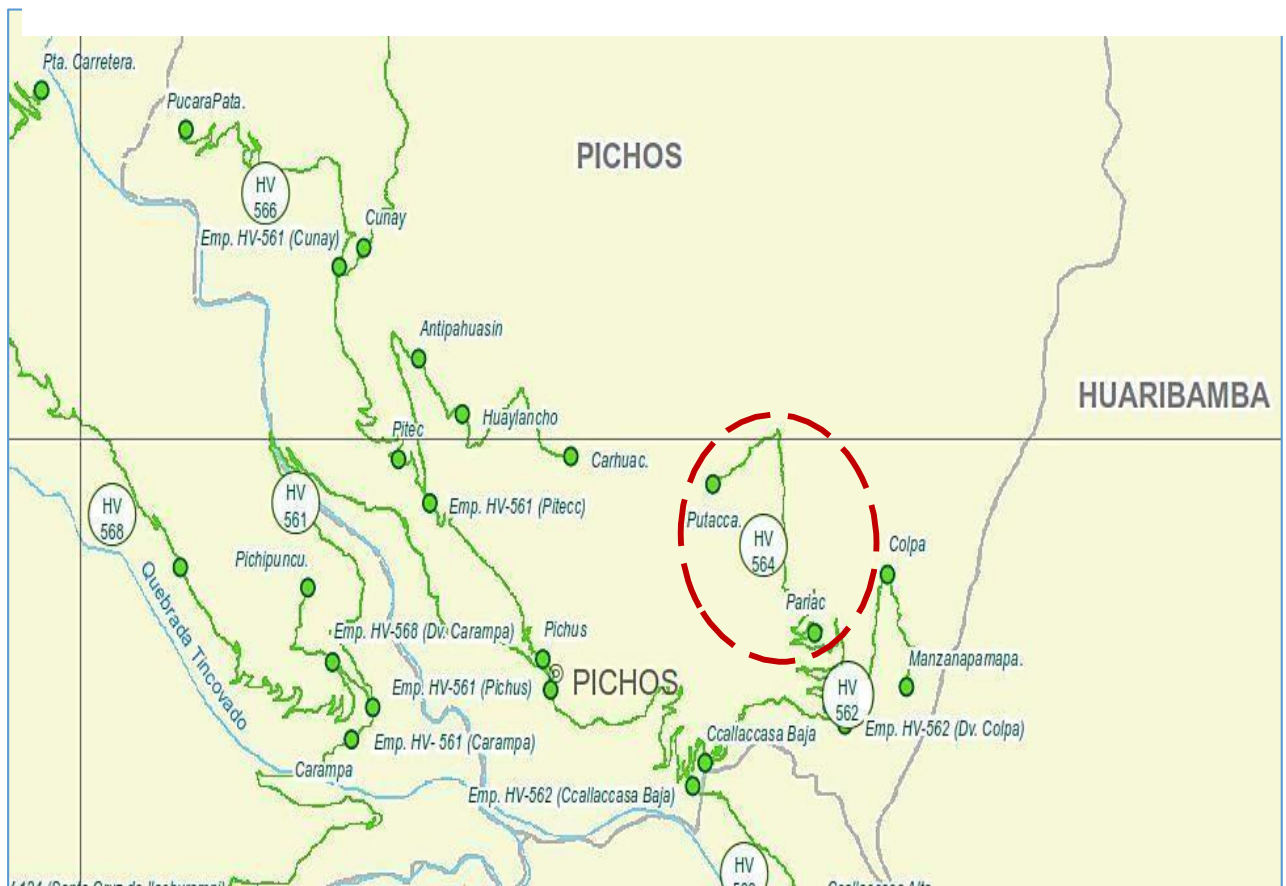 Pta. Carretera.
PucaraPata.
PICHOS
HV
566
Cuñay
Emp. HV-561 (Cunay)
Antipahuasin
HUARIBAMBA
Huaylancho
Pitec
Carhuac.
HV
561
Emp. HV-561 (Pitecc)
Putacca.
HV
568
HV
564
Colpa
Pichipuncu.
Quebrada Tincovado
Pariac
Emp. HV-568 (Dv. Carampa)
Pichus
Manzanapamapa.
Emp. HV-561 (Pichus)
PICHOS
HV
562
Emp. HV-562 (Dv. Colpa)
Ccallaccasa Baja
Emp. HV- 561 (Carampa)
Carampa
Emp. HV-562 (Ccallaccasa Baja)
HV